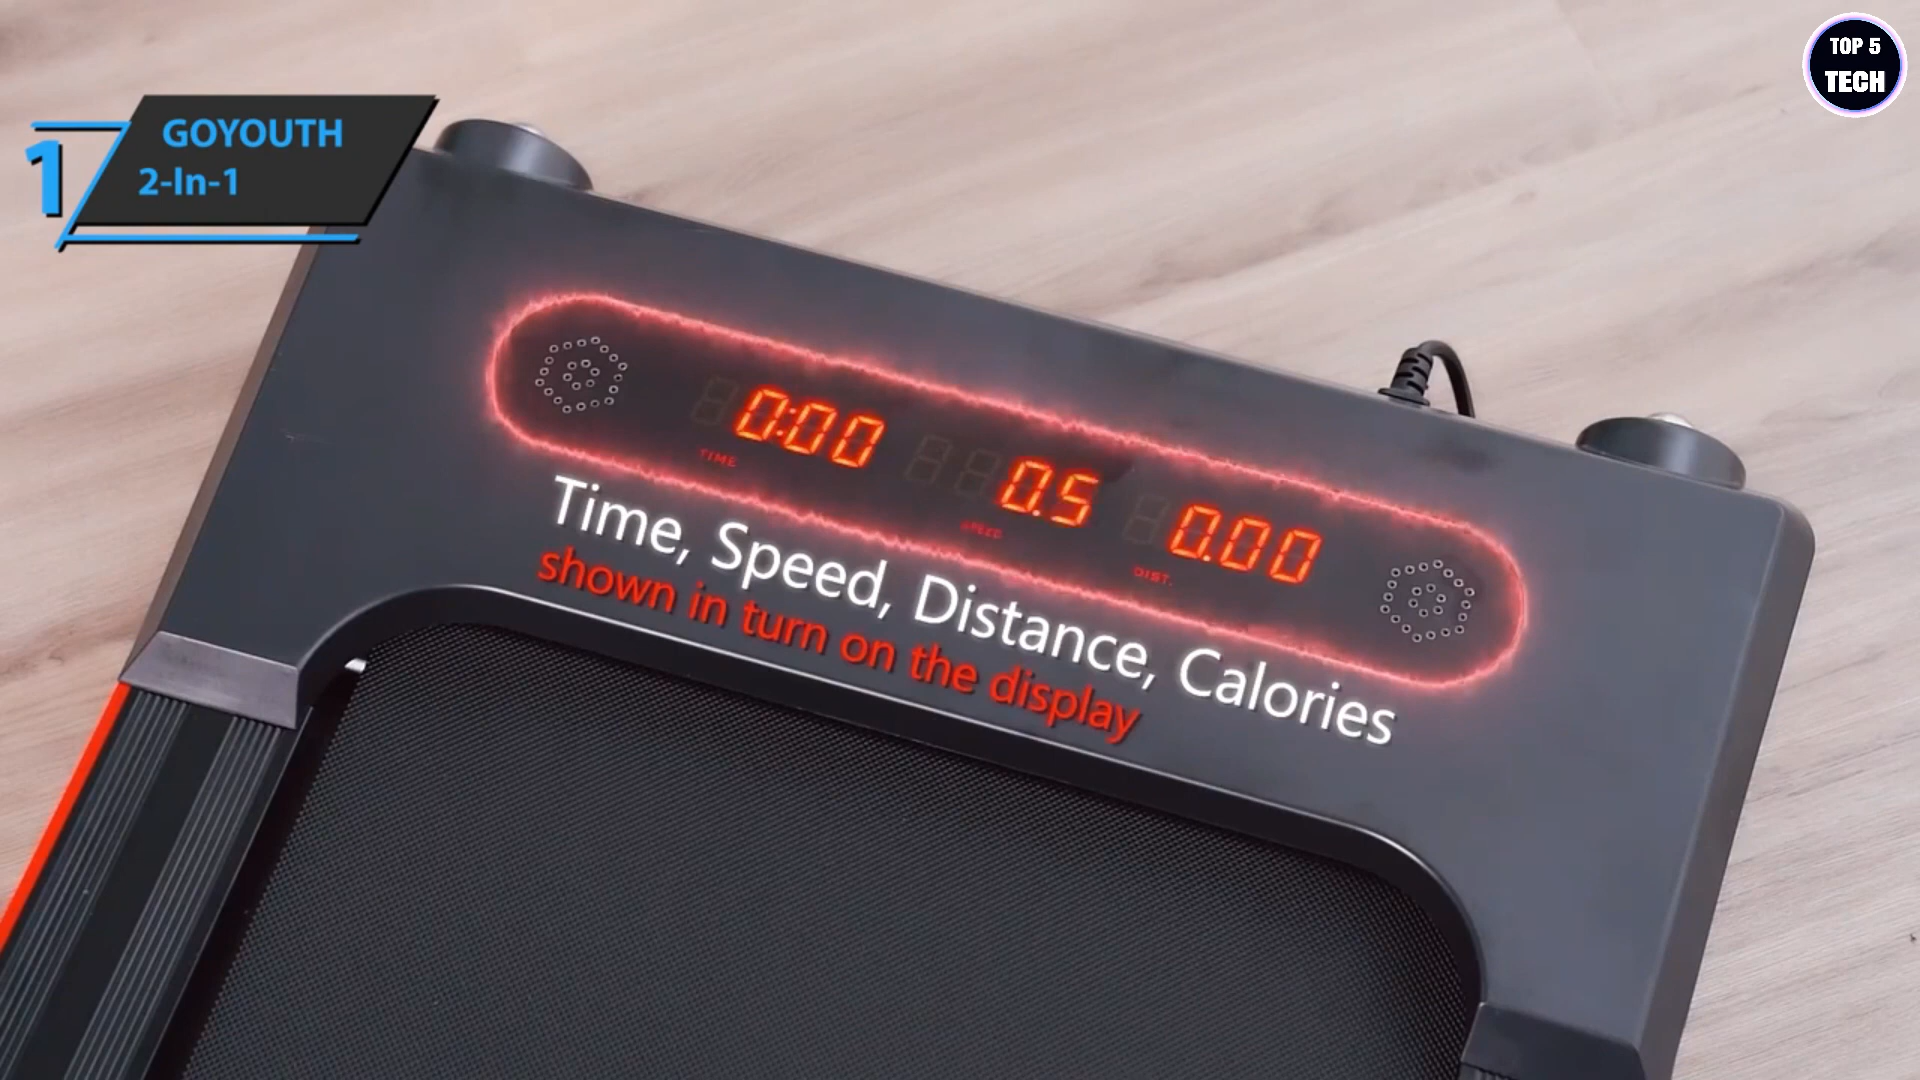 TOP 5
TECH
1
GOYOUTH
2-In-1
0:00
TIME
0.5
SPEED
0.00
DIST.
Time, Speed, Distance, Calories
shown in turn on the display